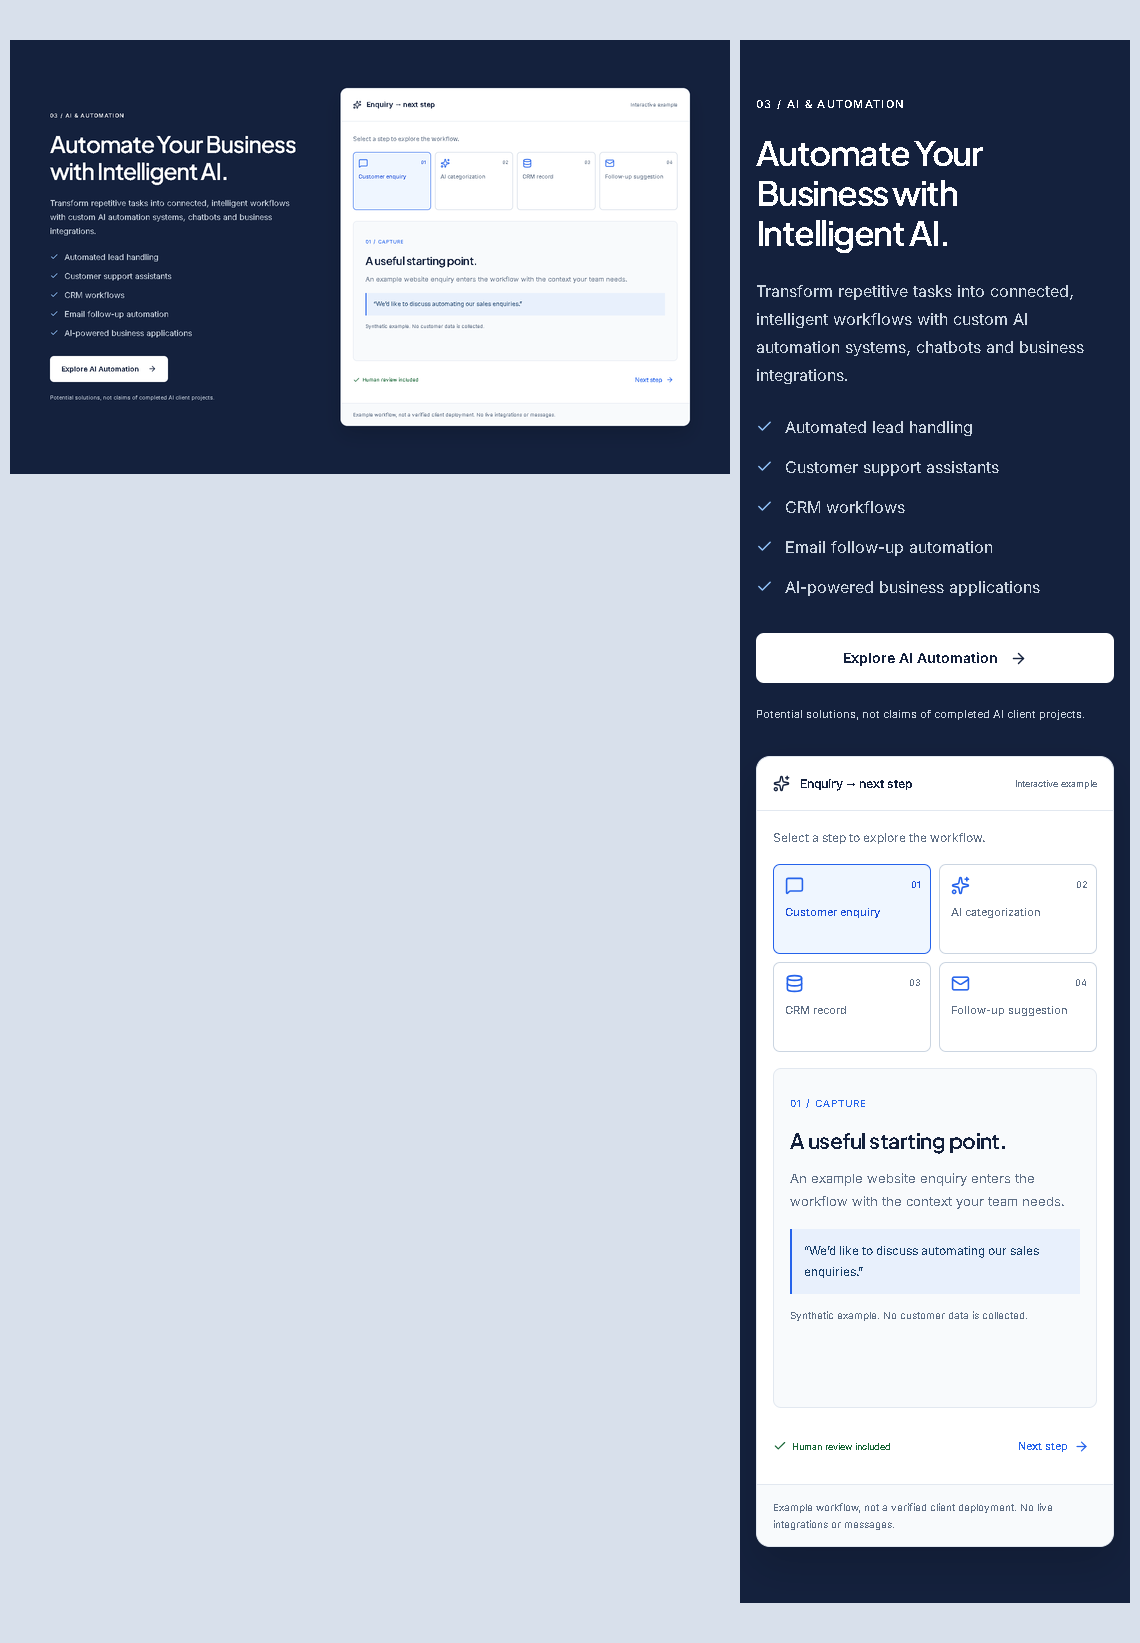 03 / AI & AUTOMATION
Automate Your Business
with Intelligent AI.
Transform repetitive tasks into connected, intelligent workflows
with custom AI automation systems, chatbots and business
integrations.
Automated lead handling
Customer support assistants
CRM workflows
Email follow-up automation
AI-powered business applications
Explore AI Automation →
Potential solutions, not claims of completed AI client projects.
Enquiry → next step
Interactive example
Select a step to explore the workflow.
01
Customer enquiry
02
AI categorization
03
CRM record
04
Follow-up suggestion
01 / CAPTURE
A useful starting point.
An example website enquiry enters the workflow with the context your team needs.
“We’d like to discuss automating our sales enquiries.”
Synthetic example. No customer data is collected.
Human review included
Next step →
Example workflow, not a verified client deployment. No live integrations or messages.
03 / AI & AUTOMATION
Automate Your
Business with
Intelligent AI.
Transform repetitive tasks into connected,
intelligent workflows with custom AI
automation systems, chatbots and business
integrations.
Automated lead handling
Customer support assistants
CRM workflows
Email follow-up automation
AI-powered business applications
Explore AI Automation →
Potential solutions, not claims of completed AI client projects.
Enquiry → next step
Interactive example
Select a step to explore the workflow.
01
Customer enquiry
02
AI categorization
03
CRM record
04
Follow-up suggestion
01 / CAPTURE
A useful starting point.
An example website enquiry enters the
workflow with the context your team needs.
“We’d like to discuss automating our sales
enquiries.”
Synthetic example. No customer data is collected.
Human review included
Next step →
Example workflow, not a verified client deployment. No live
integrations or messages.